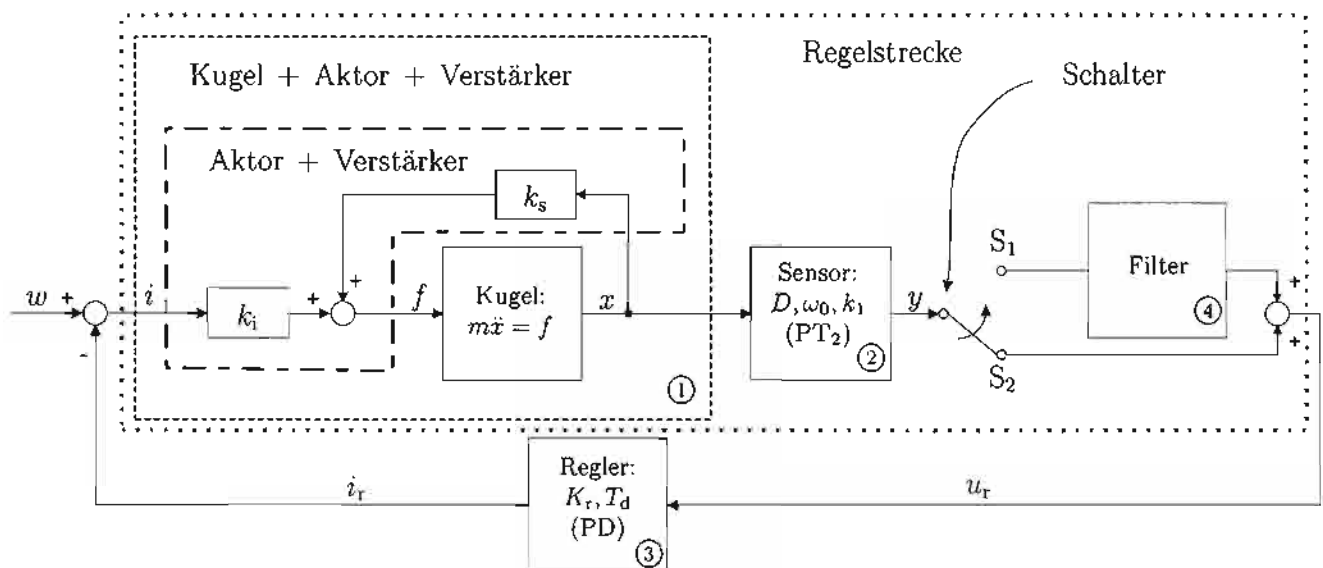 Regelstrecke
Kugel + Aktor + Verstärker
Schalter
Aktor + Verstärker
k_s
S_1
Filter
④
w
+
-
i
k_i
+
+
f
Kugel:
mẍ = f
x
①
Sensor:
D, ω_0, k_1
(PT_2)
②
y
S_2
+
+
Regler:
K_r, T_d
(PD)
③
i_r
u_r